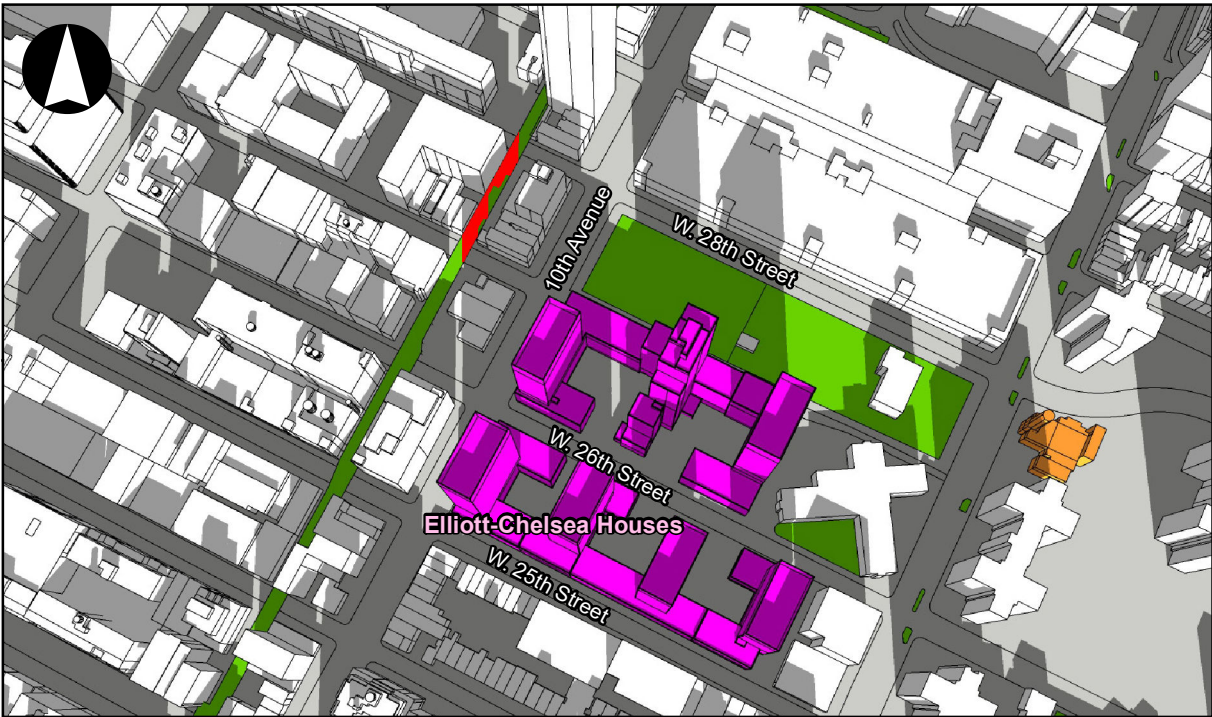 W. 28th Street
10th Avenue
W. 26th Street
Elliott-Chelsea Houses
W. 25th Street